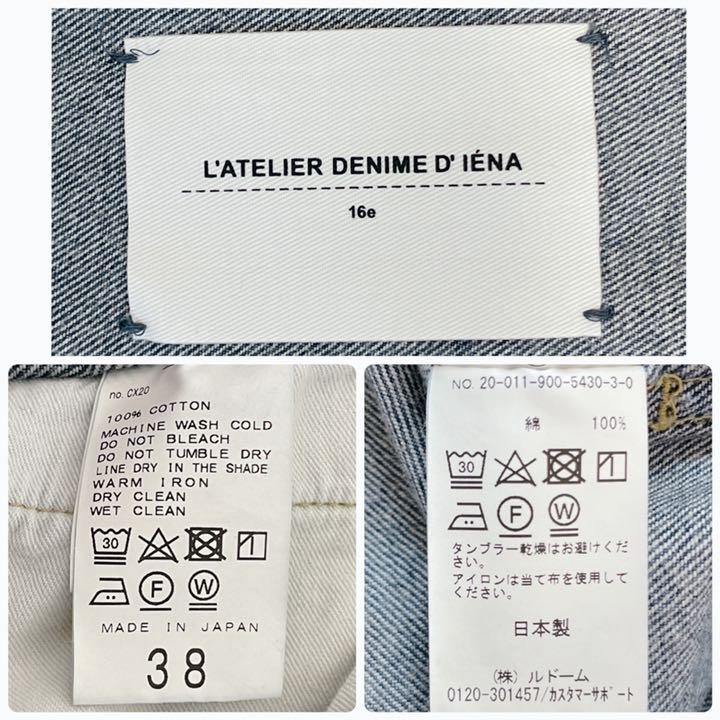 L'ATELIER DENIME D' IÉNA
16e
no. CX20
100% COTTON
MACHINE WASH COLD
DO NOT BLEACH
DO NOT TUMBLE DRY
LINE DRY IN THE SHADE
WARM IRON
DRY CLEAN
WET CLEAN
30
F W
MADE IN JAPAN
38
NO. 20-011-900-5430-3-0
綿 100%
30
F W
タンブラー乾燥はお避けくだ
さい。
アイロンは当て布を使用して
ください。
日本製
(株) ルドーム
0120-301457/カスタマーサポート